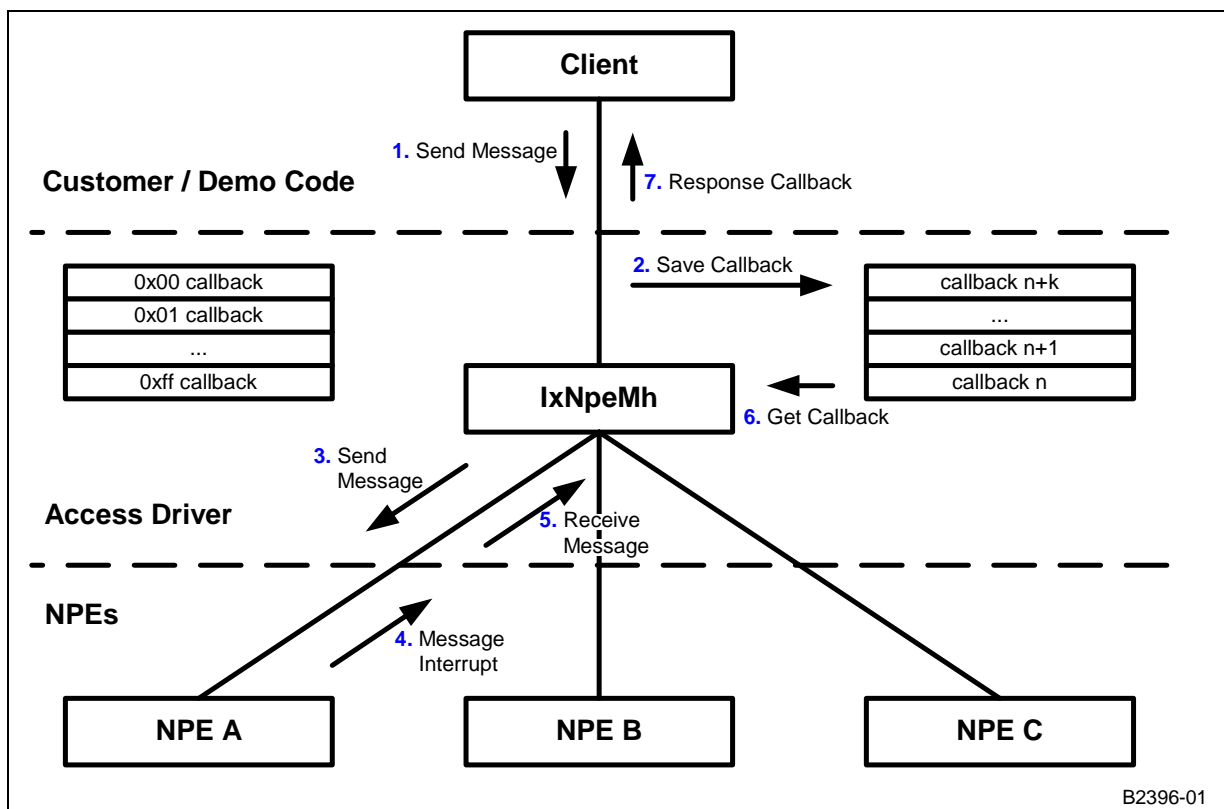 Client
1. Send Message
7. Response Callback
Customer / Demo Code
2. Save Callback
0x00 callback
0x01 callback
...
0xff callback
callback n+k
...
callback n+1
callback n
IxNpeMh
6. Get Callback
3. Send
Message
5. Receive
Message
Access Driver
NPEs
4. Message
Interrupt
NPE A
NPE B
NPE C
B2396-01